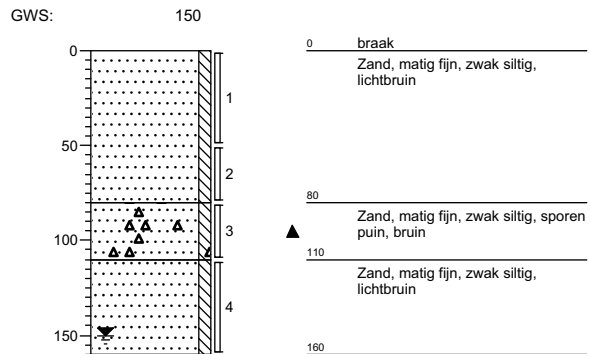 GWS: 150
0
50
100
150
1
2
3
4
0 braak
Zand, matig fijn, zwak siltig,
lichtbruin
80
Zand, matig fijn, zwak siltig, sporen
puin, bruin
110
Zand, matig fijn, zwak siltig,
lichtbruin
160